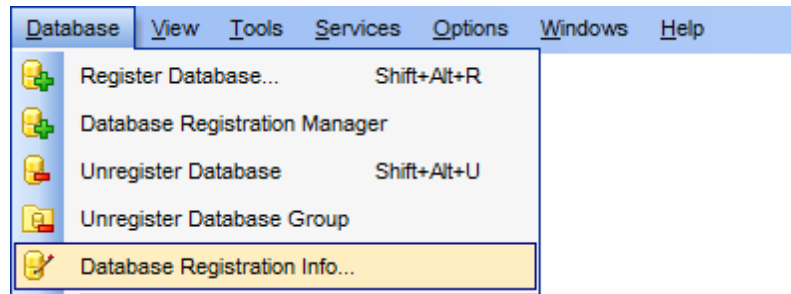 Database View Tools Services Options Windows Help
Register Database... Shift+Alt+R
Database Registration Manager
Unregister Database Shift+Alt+U
Unregister Database Group
Database Registration Info...